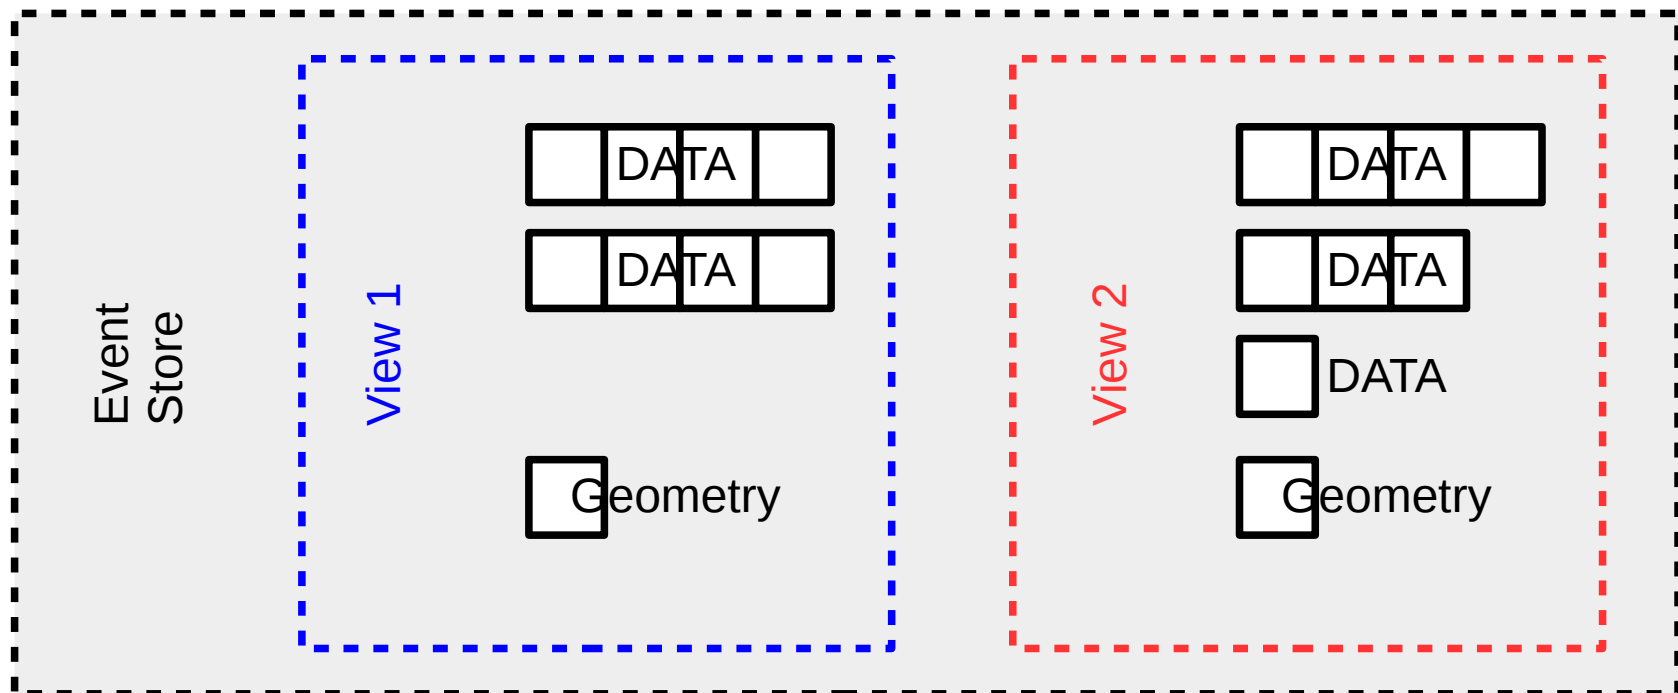 Event
Store
View 1
DATA
DATA
Geometry
View 2
DATA
DATA
DATA
Geometry